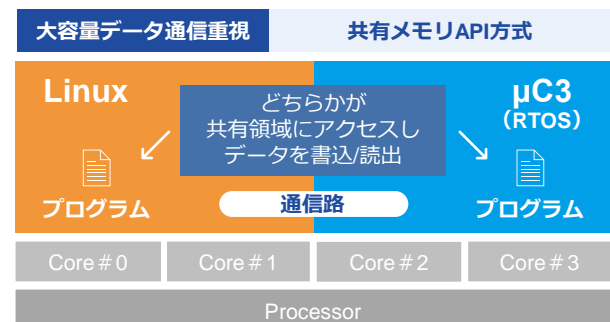 大容量データ通信重視
共有メモリAPI方式
Linux
どちらかが
共有領域にアクセスし
データを書込/読出
μC3
（RTOS）
プログラム
通信路
プログラム
Core＃0
Core＃1
Core＃2
Core＃3
Processor